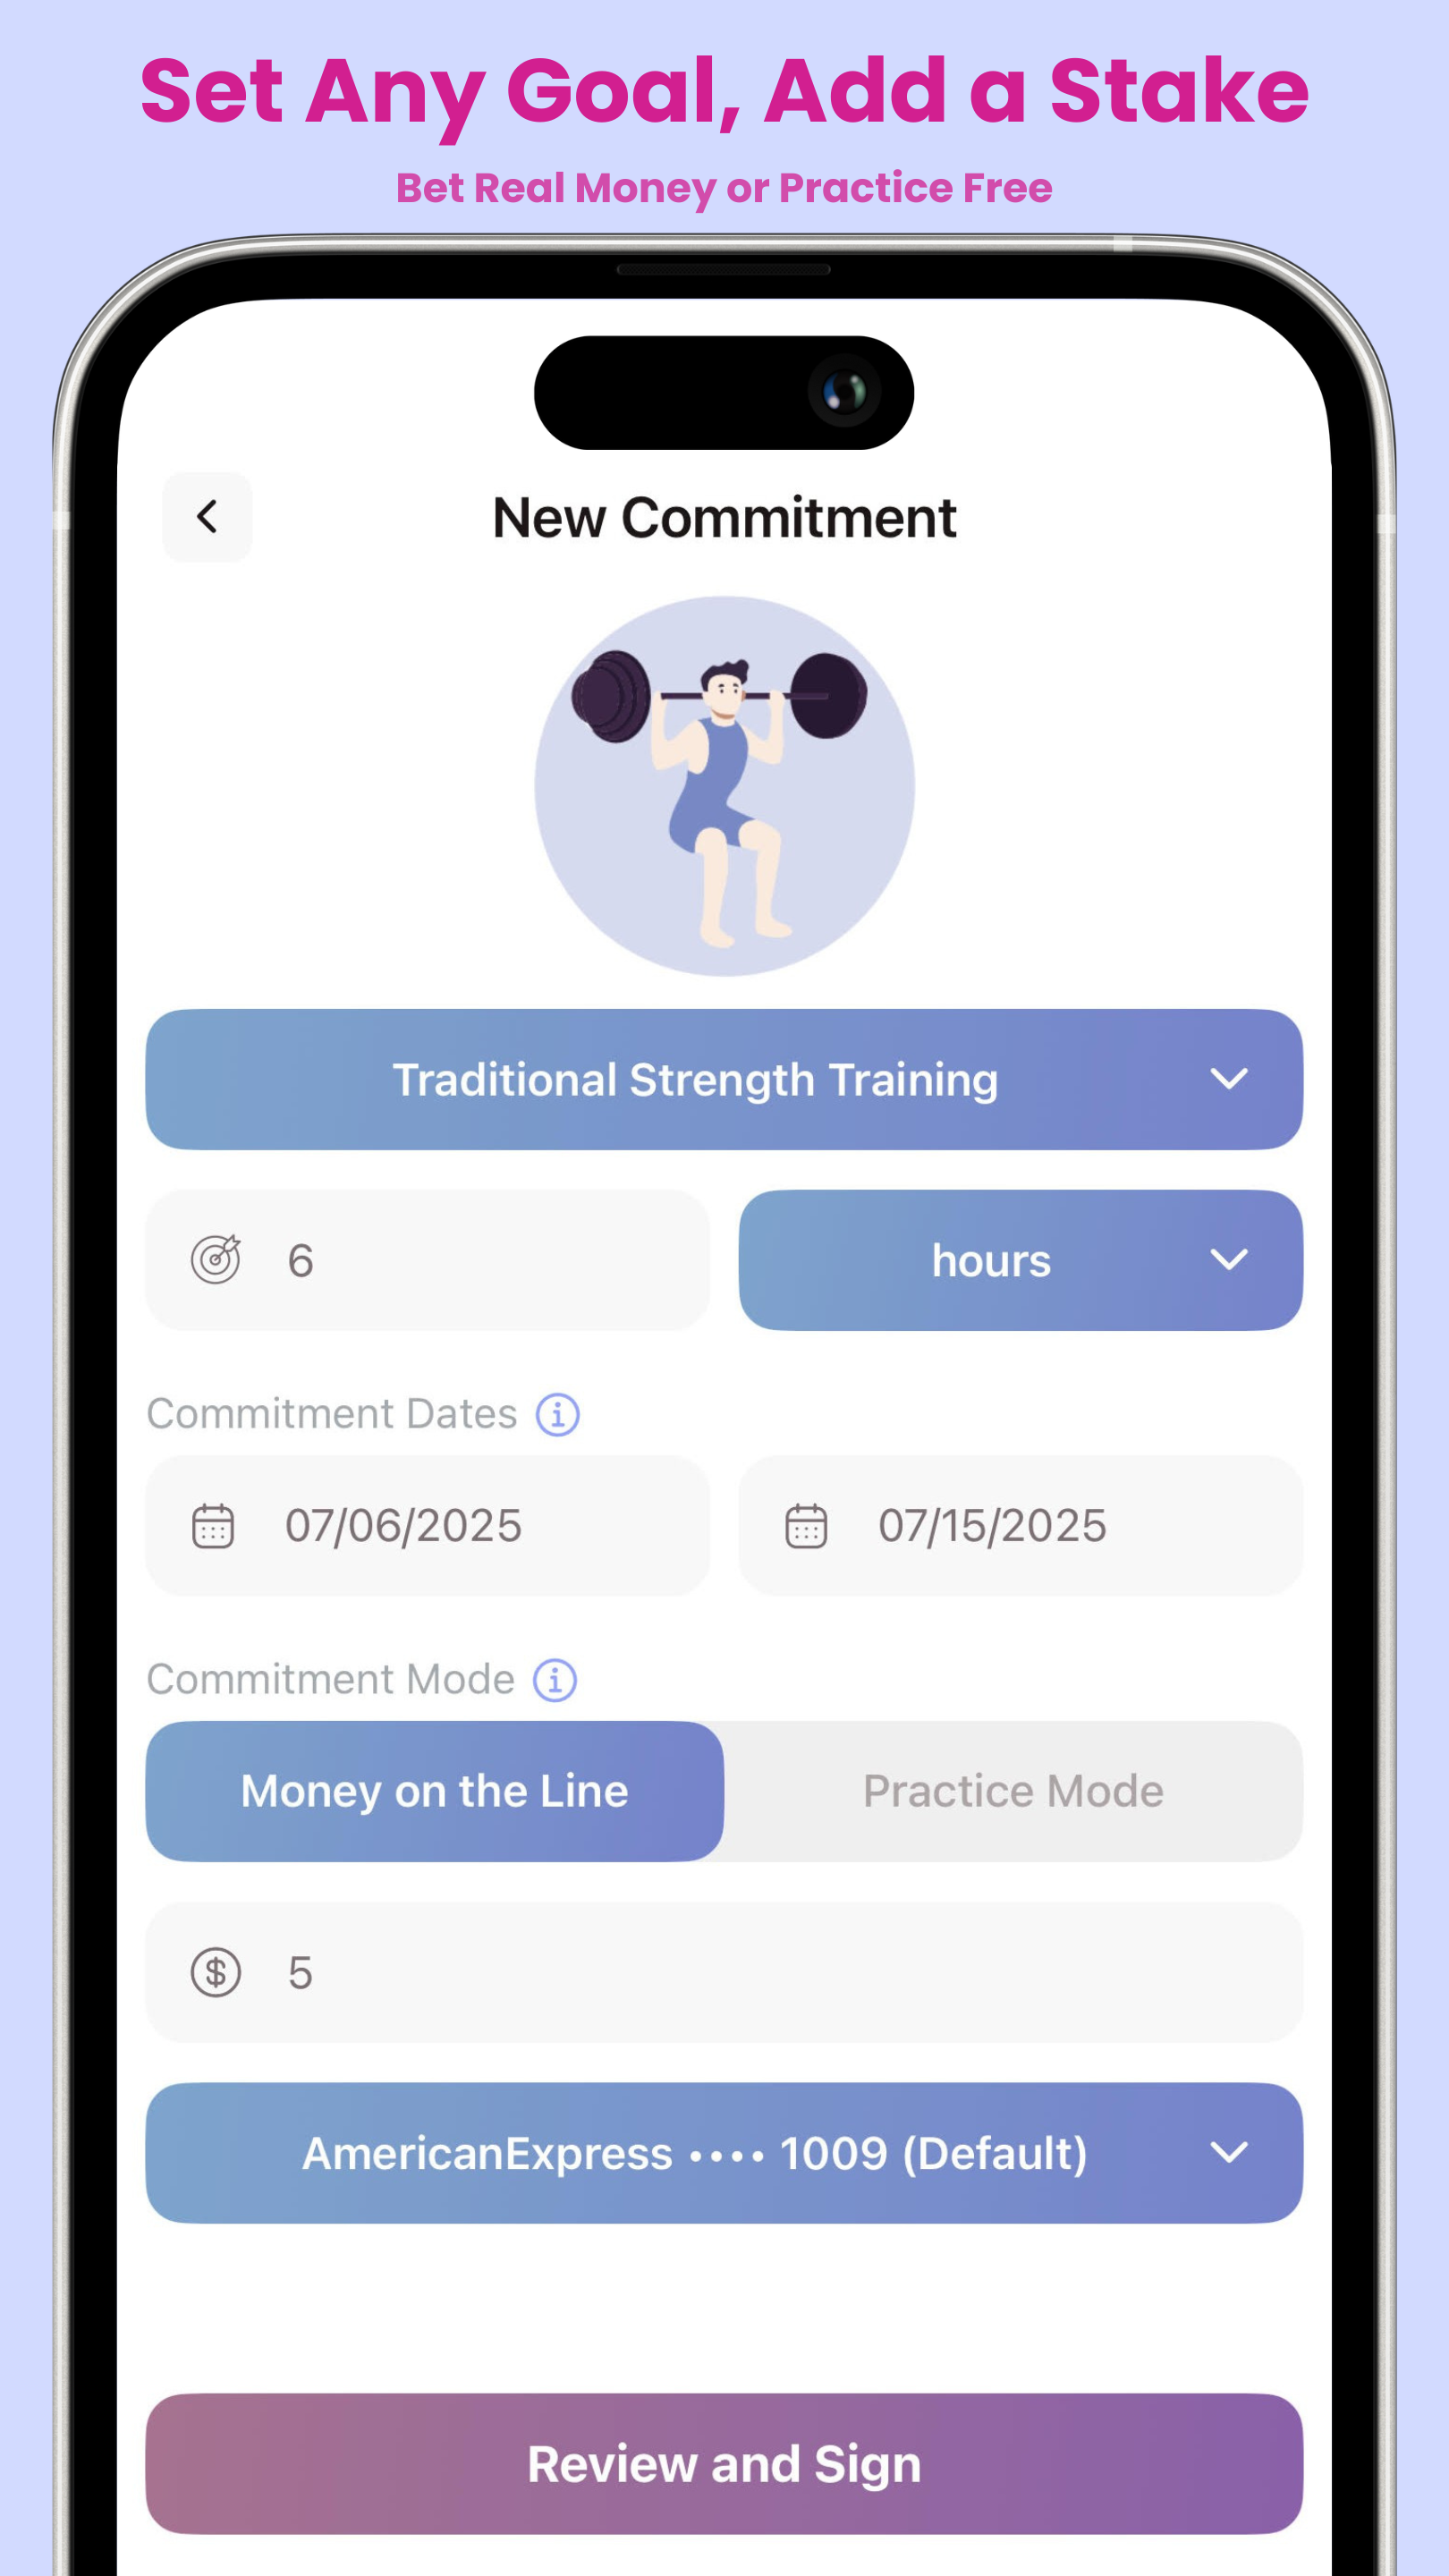 Set Any Goal, Add a Stake
Bet Real Money or Practice Free
New Commitment
Traditional Strength Training
6 hours
Commitment Dates i
07/06/2025 07/15/2025
Commitment Mode i
Money on the Line Practice Mode
$ 5
AmericanExpress •••• 1009 (Default)
Review and Sign